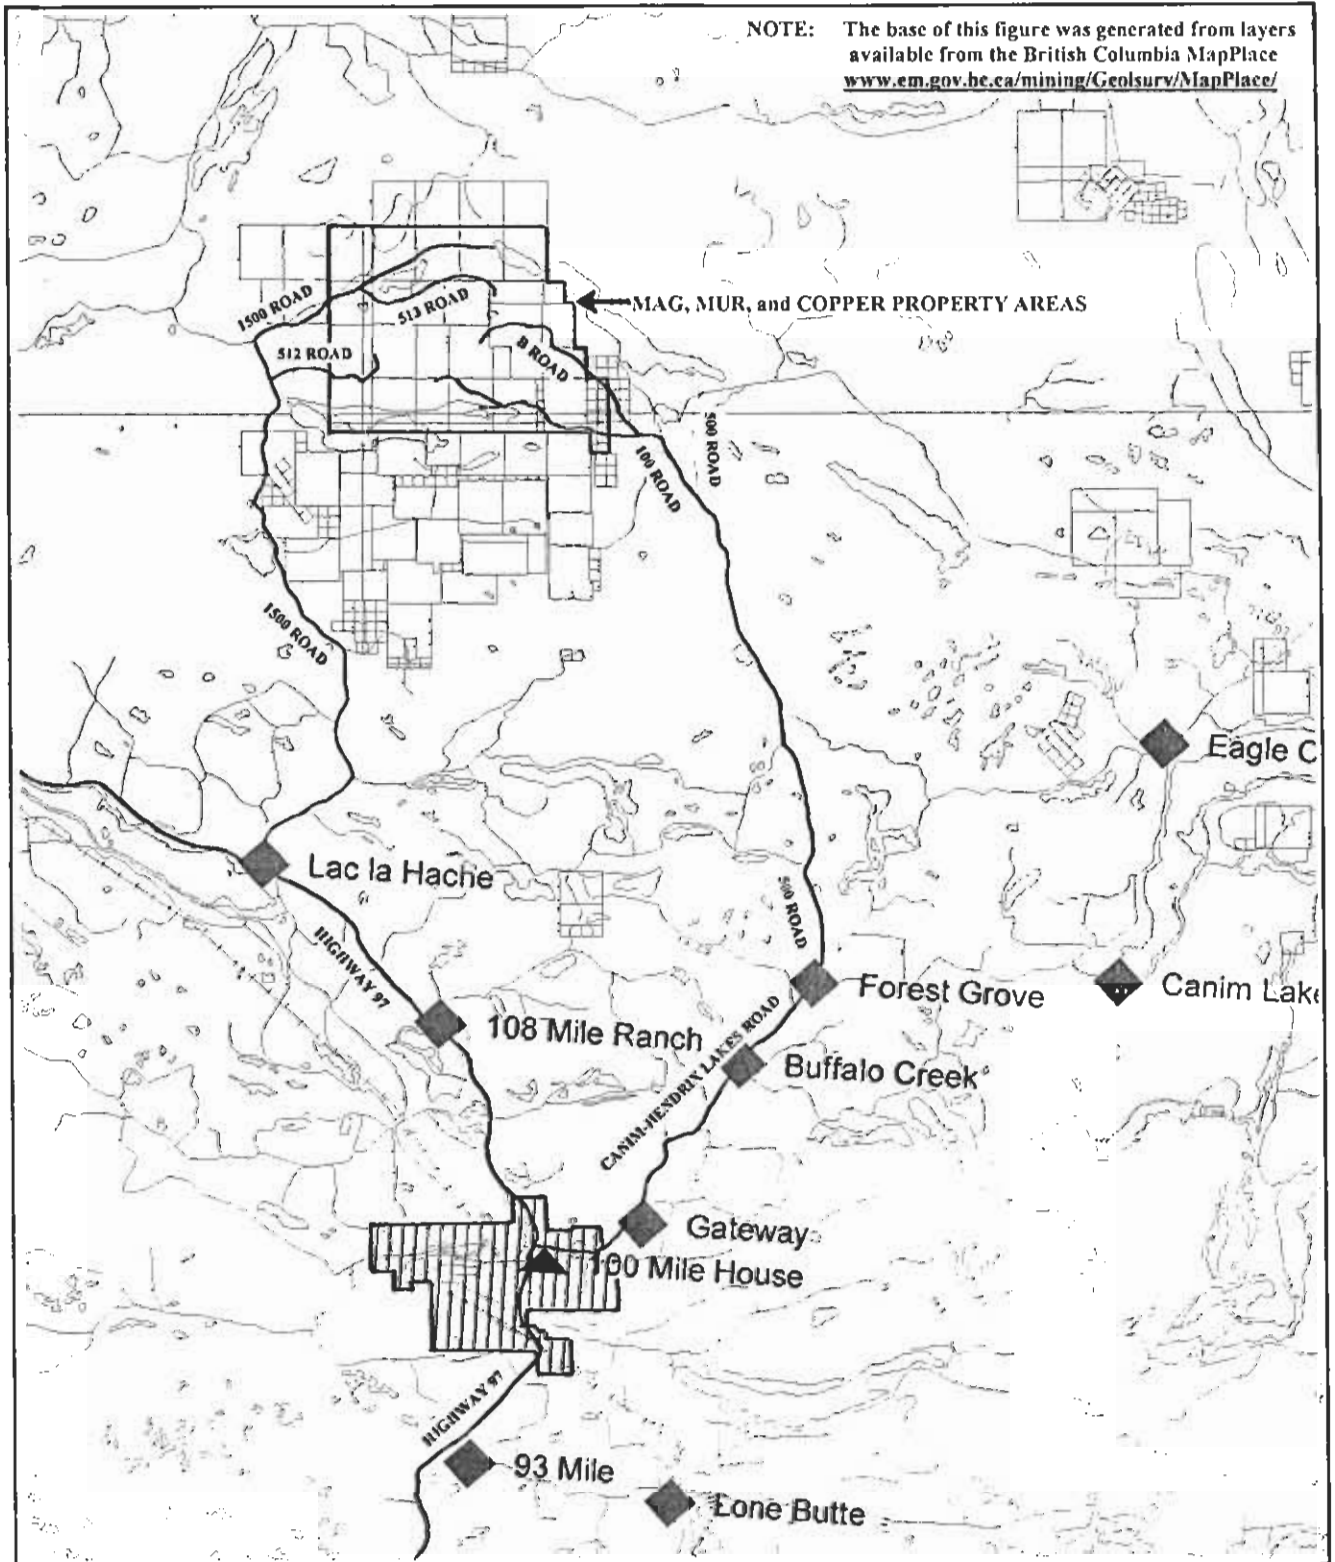 NOTE: The base of this figure was generated from layers
available from the British Columbia MapPlace
www.em.gov.bc.ca/mining/Geolsurv/MapPlace/
MAG, MUR, and COPPER PROPERTY AREAS
1500 ROAD
513 ROAD
512 ROAD
B ROAD
500 ROAD
100 ROAD
1500 ROAD
Eagle C
Lac la Hache
500 ROAD
HIGHWAY 97
Forest Grove
Canim Lake
108 Mile Ranch
CANIM-HENDRIX LAKES ROAD
Buffalo Creek
Gateway
100 Mile House
HIGHWAY 97
93 Mile
Lone Butte